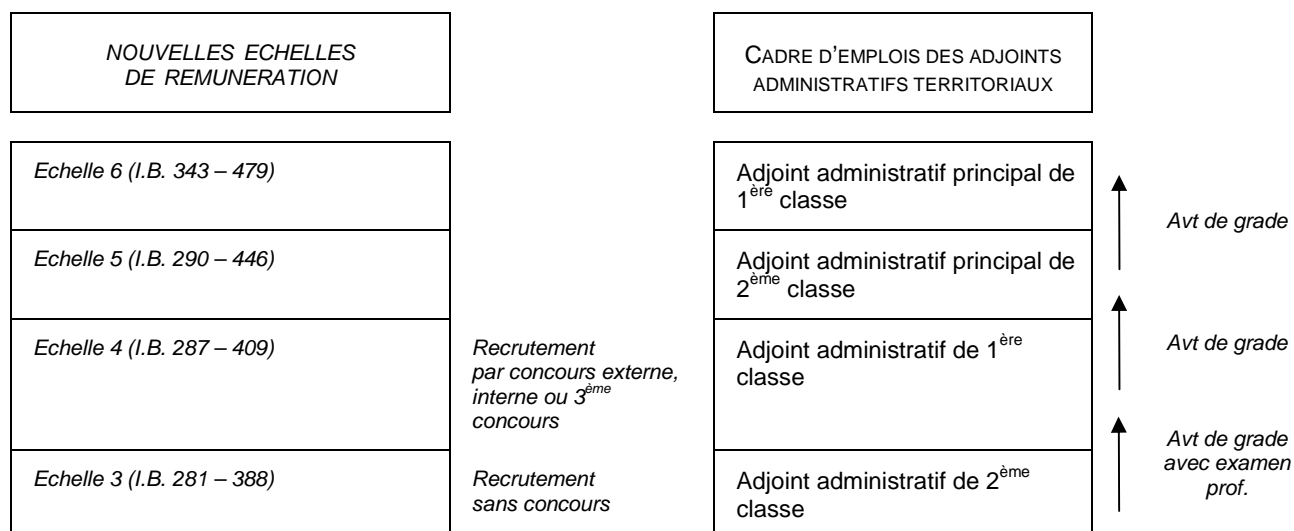 NOUVELLES ECHELLES
DE REMUNERATION
CADRE D’EMPLOIS DES ADJOINTS
ADMINISTRATIFS TERRITORIAUX
Echelle 6 (I.B. 343 – 479)
Adjoint administratif principal de
1ère classe
Avt de grade
Echelle 5 (I.B. 290 – 446)
Adjoint administratif principal de
2ème classe
Echelle 4 (I.B. 287 – 409)
Recrutement
par concours externe,
interne ou 3ème
concours
Adjoint administratif de 1ère
classe
Avt de grade
Echelle 3 (I.B. 281 – 388)
Recrutement
sans concours
Adjoint administratif de 2ème
classe
Avt de grade
avec examen
prof.